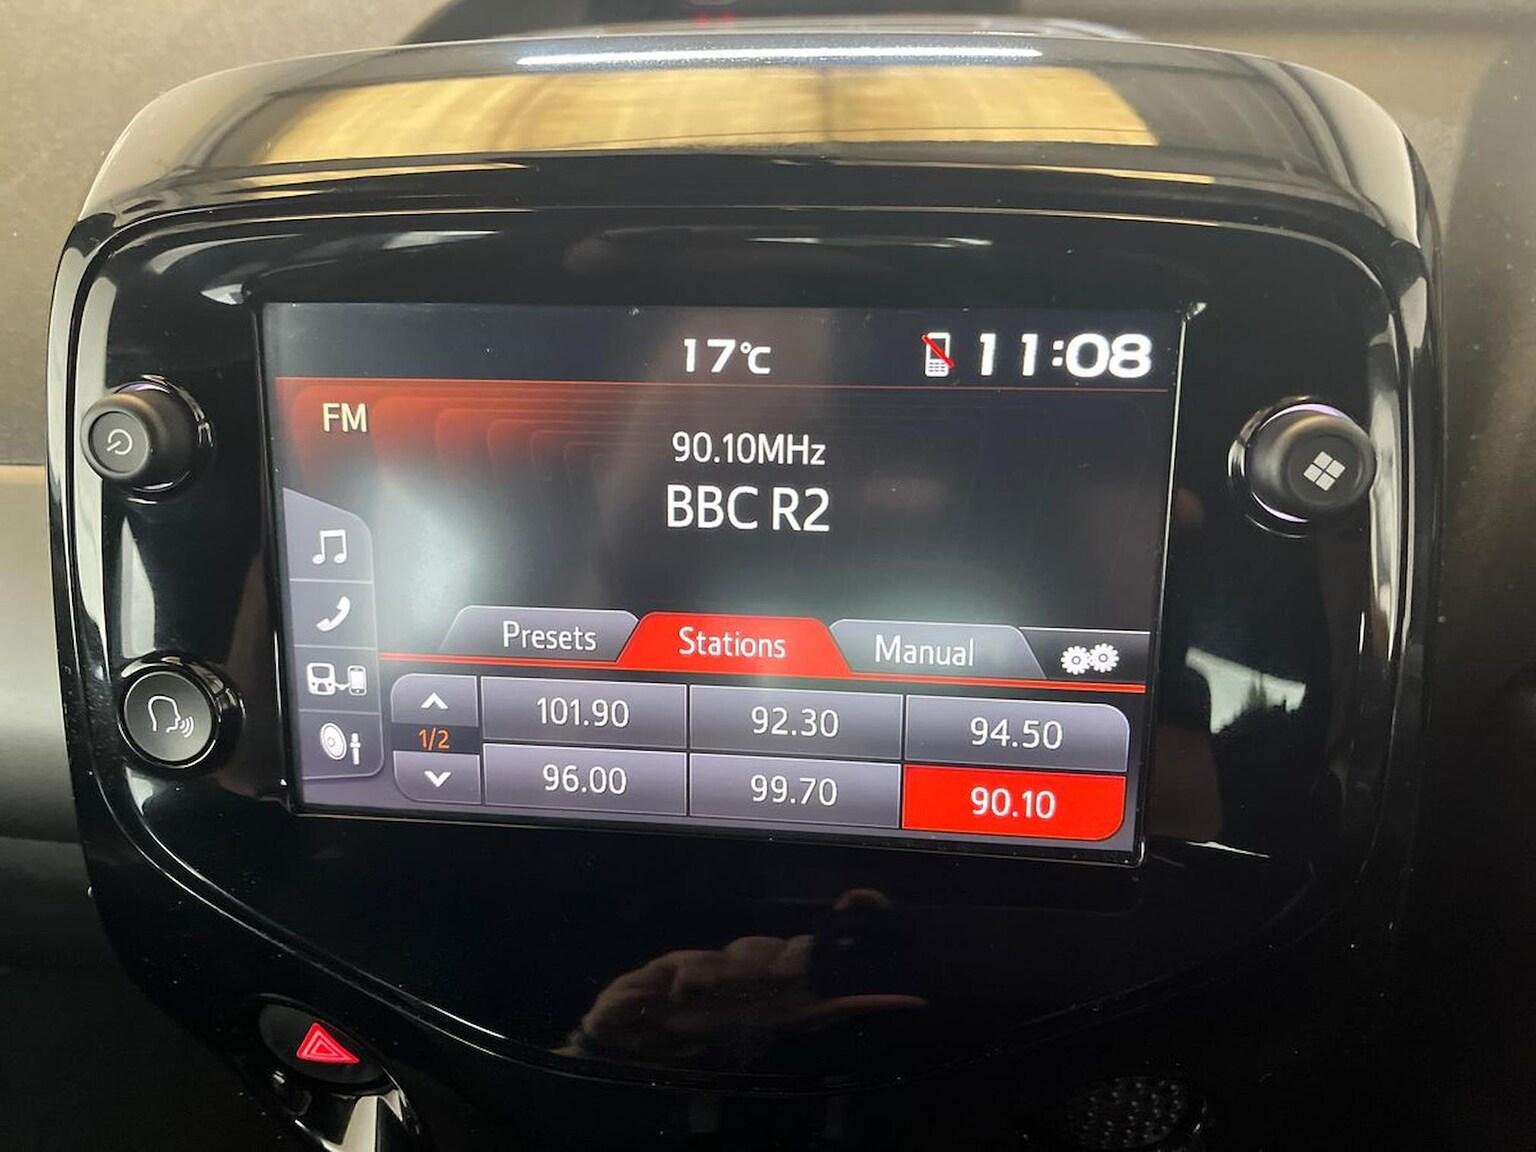 17°C 11:08
FM
90.10MHz
BBC R2
Presets Stations Manual
101.90 92.30 94.50
1/2
96.00 99.70 90.10